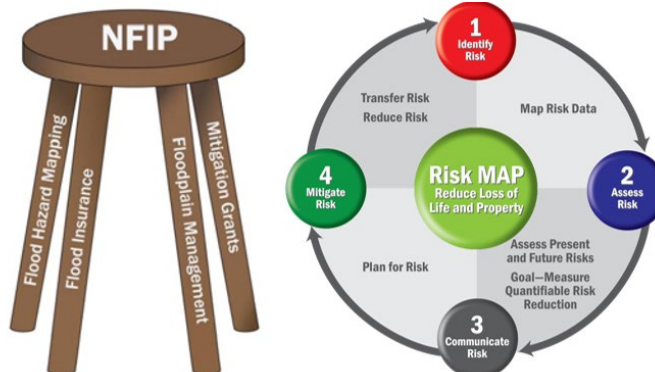 NFIP
Flood Hazard Mapping
Flood Insurance
Floodplain Management
Mitigation Grants
1
Identify
Risk
Transfer Risk
Reduce Risk
Map Risk Data
4
Mitigate
Risk
Risk MAP
Reduce Loss of
Life and Property
2
Assess
Risk
Plan for Risk
Assess Present
and Future Risks
Goal—Measure
Quantifiable Risk
Reduction
3
Communicate
Risk